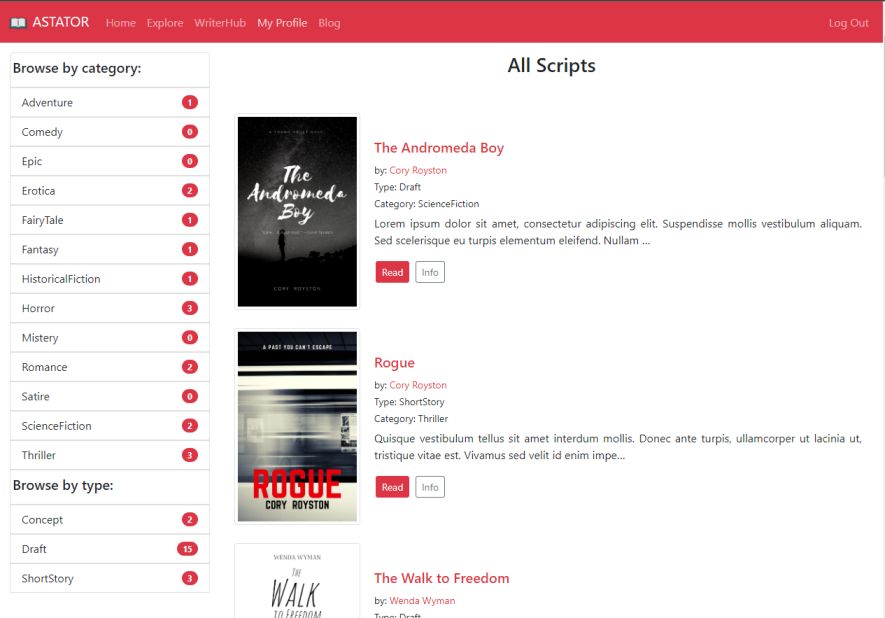 ASTATOR Home Explore WriterHub My Profile Blog Log Out
Browse by category:
Adventure 1
Comedy 0
Epic 0
Erotica 2
FairyTale 1
Fantasy 1
HistoricalFiction 1
Horror 3
Mistery 0
Romance 2
Satire 0
ScienceFiction 2
Thriller 3
Browse by type:
Concept 2
Draft 15
ShortStory 3
All Scripts
The
Andromeda
Boy
CORY ROYSTON
The Andromeda Boy
by: Cory Royston
Type: Draft
Category: ScienceFiction
Lorem ipsum dolor sit amet, consectetur adipiscing elit. Suspendisse mollis vestibulum aliquam.
Sed scelerisque eu turpis elementum eleifend. Nullam ...
Read Info
A PAST YOU CAN'T ESCAPE
ROGUE
CORY ROYSTON
Rogue
by: Cory Royston
Type: ShortStory
Category: Thriller
Quisque vestibulum tellus sit amet interdum mollis. Donec ante turpis, ullamcorper ut lacinia ut,
tristique vitae est. Vivamus sed velit id enim impe...
Read Info
WENDA WYMAN
THE
WALK
TO FREEDOM
The Walk to Freedom
by: Wenda Wyman
Type: Draft